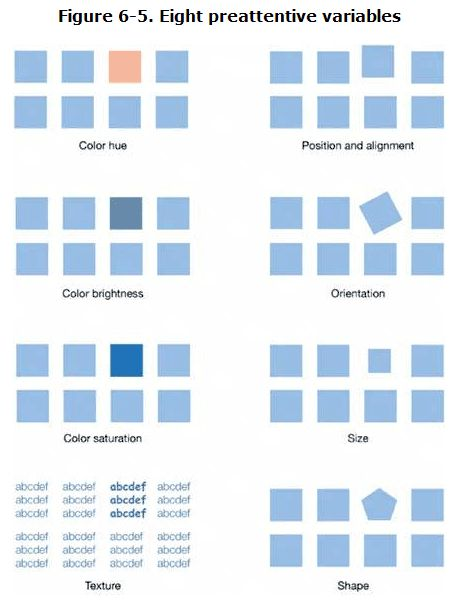 Figure 6-5. Eight preattentive variables
Color hue
Position and alignment
Color brightness
Orientation
Color saturation
Size
abcdef abcdef abcdef abcdef
abcdef abcdef abcdef abcdef
abcdef abcdef abcdef abcdef
abcdef abcdef abcdef abcdef
abcdef abcdef abcdef abcdef
abcdef abcdef abcdef abcdef
Texture
Shape